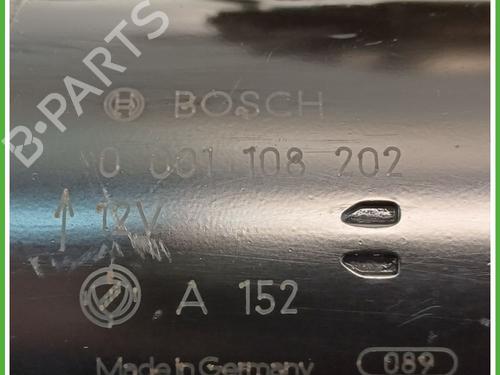 B-PARTS
BOSCH
0 001 108 202
12V
A 152
Made in Germany
089